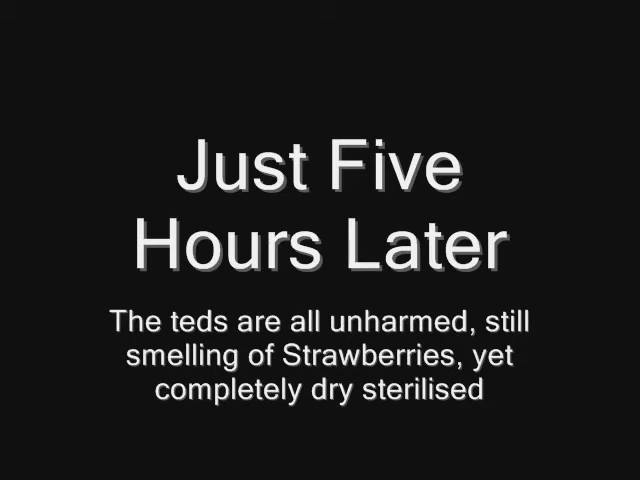 Just Five
Hours Later
The teds are all unharmed, still
smelling of Strawberries, yet
completely dry sterilised